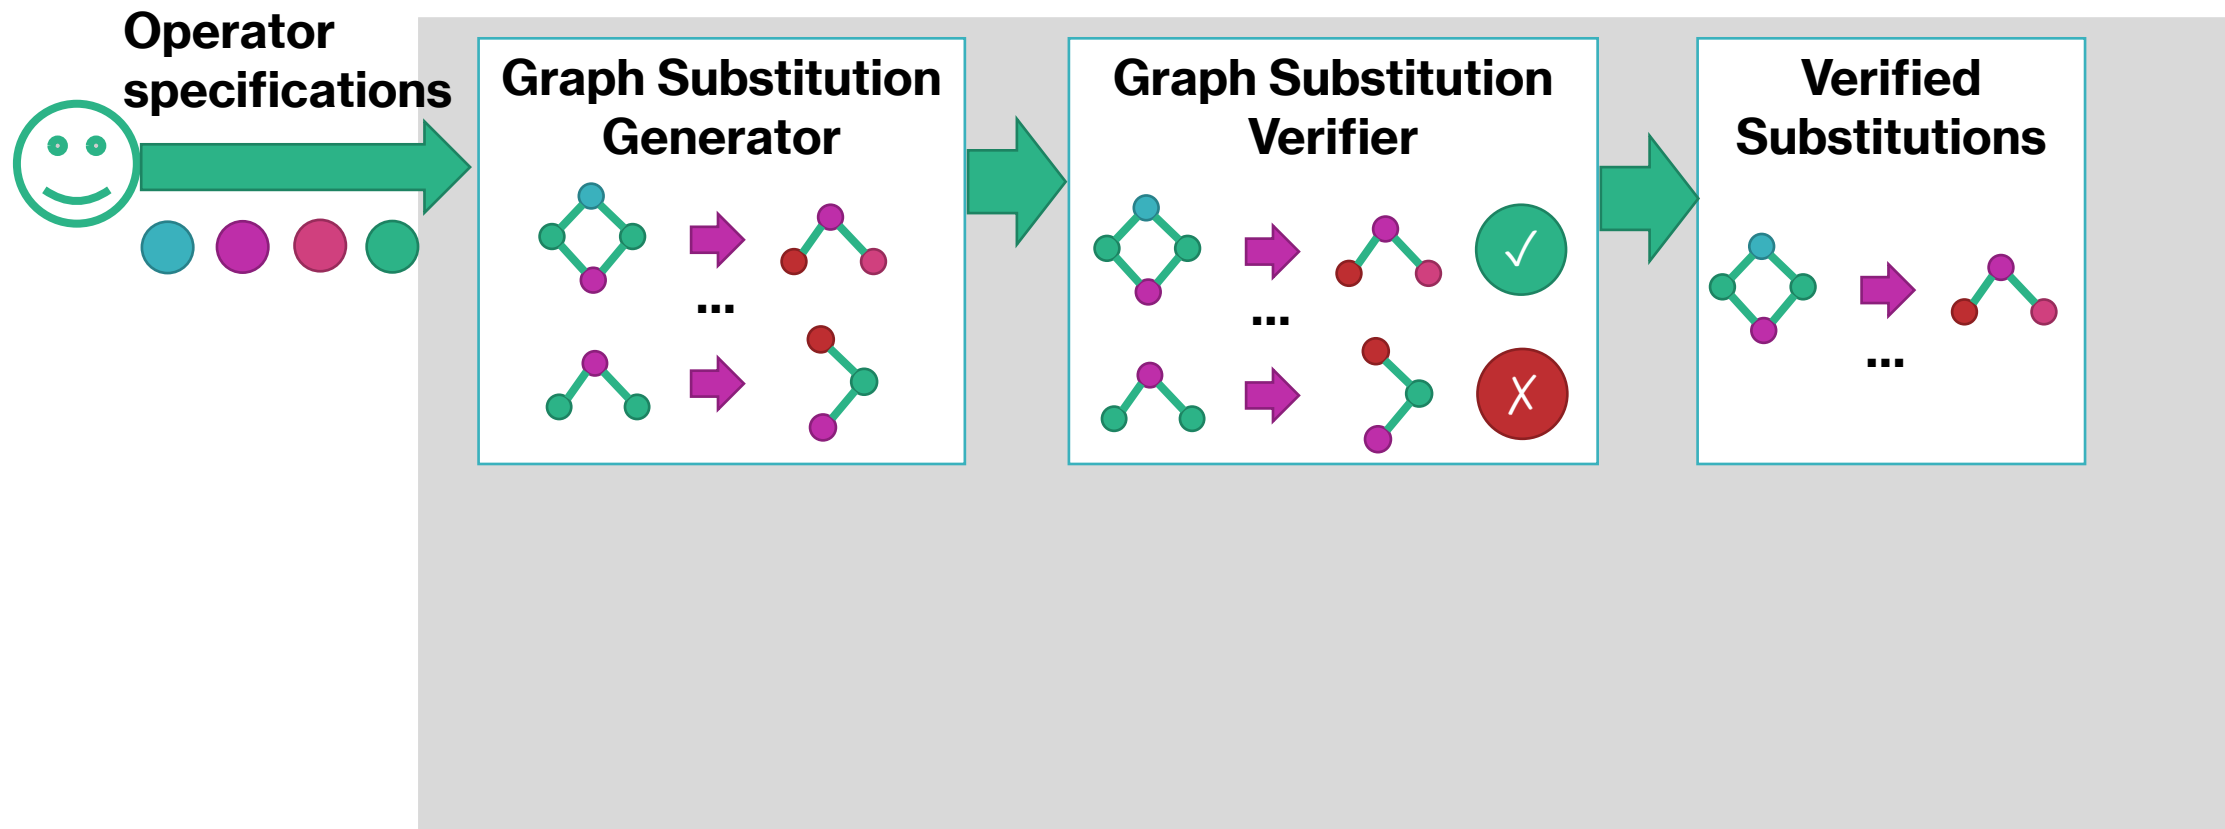 Operator
specifications
Graph Substitution
Generator
...
Graph Substitution
Verifier
✓
...
✗
Verified
Substitutions
...